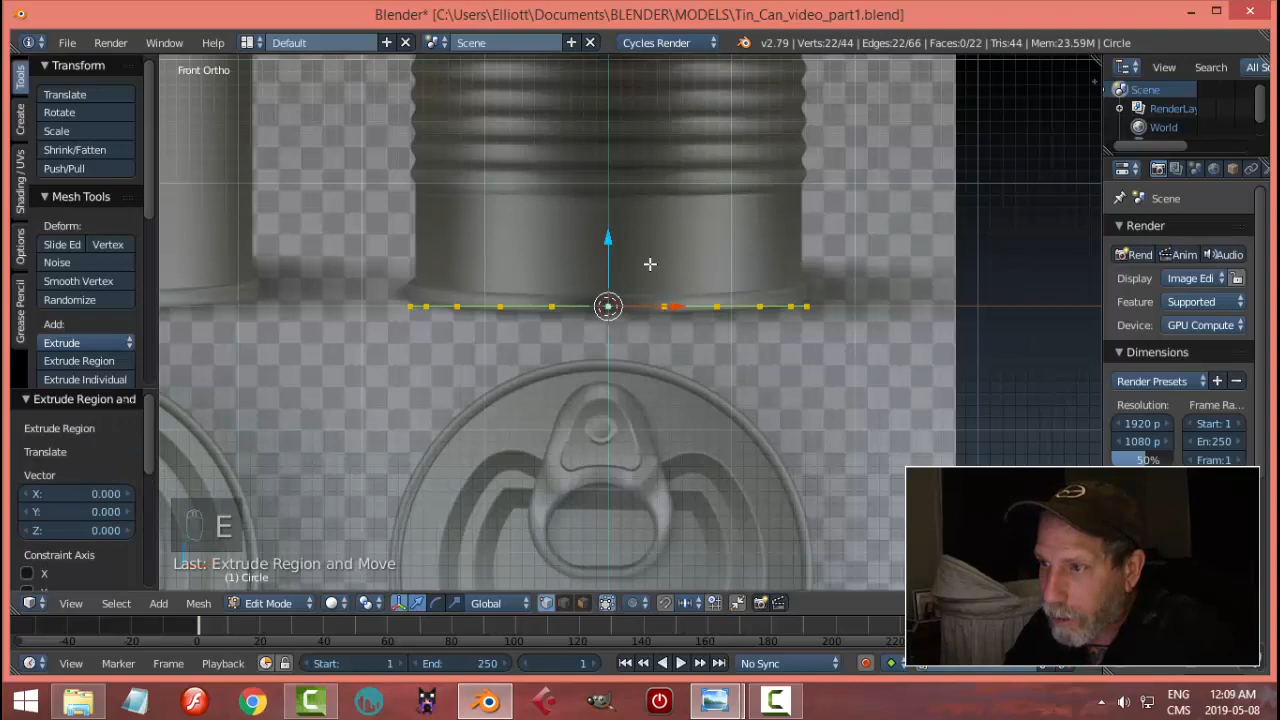 Blender* [C:\Users\Elliott\Documents\BLENDER\MODELS\Tin_Can_video_part1.blend]
File Render Window Help Default Scene Cycles Render v2.79 | Verts:22/44 | Edges:22/66 | Faces:0/22 | Tris:44 | Mem:23.59M | Circle
Tools
Create
Shading / UVs
Options
Grease Pencil
Transform
Translate
Rotate
Scale
Shrink/Fatten
Push/Pull
Mesh Tools
Deform:
Slide Ed Vertex
Noise
Smooth Vertex
Randomize
Add:
Extrude
Extrude Region
Extrude Individual
Extrude Region and
Extrude Region
Translate
Vector
X: 0.000
Y: 0.000
Z: 0.000
Constraint Axis
X
Front Ortho
E
Last: Extrude Region and Move
(1) Circle
View Search All S
Scene
RenderLay
World
Scene
Render
Rend Anim Audio
Display Image Edi
Feature Supported
Device: GPU Compute
Dimensions
Render Presets
Resolution: Frame Ra...
1920 p Start: 1
1080 p En:250
50% Fram:1
View Select Add Mesh Edit Mode Global
-40 -20 0 20 40 60 80 100 120 140 160 180 200
View Marker Frame Playback Start: 1 End: 250 1 No Sync
ENG 12:09 AM
CMS 2019-05-08